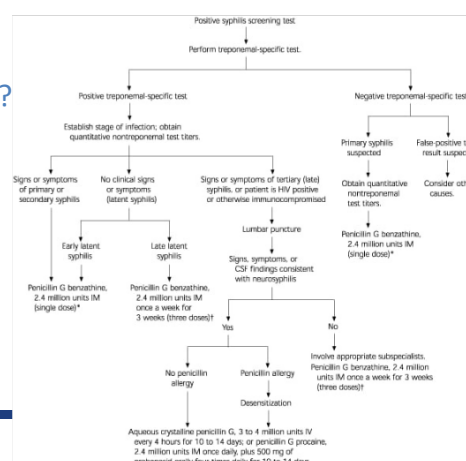 ?
Positive syphilis screening test
Perform treponemal-specific test.
Positive treponemal-specific test
Negative treponemal-specific test
Establish stage of infection; obtain
quantitative nontreponemal test titers.
Primary syphilis
suspected
False-positive
result
Signs or symptoms
of primary or
secondary syphilis
No clinical signs
or symptoms
(latent syphilis)
Signs or symptoms of tertiary (late)
syphilis, or patient is HIV positive
or otherwise immunocompromised
Obtain quantitative
nontreponemal
test titers.
Consider
causes.
Lumbar puncture
Penicillin G benzathine,
2.4 million units IM
(single dose)*
Early latent
syphilis
Late latent
syphilis
Signs, symptoms, or
CSF findings consistent
with neurosyphilis
Penicillin G benzathine,
2.4 million units IM
(single dose)*
Penicillin G benzathine,
2.4 million units IM
once a week for
3 weeks (three doses)†
Yes
No
No penicillin
allergy
Penicillin allergy
Involve appropriate subspecialists.
Penicillin G benzathine, 2.4 million
units IM once a week for 3 weeks
(three doses)†
Desensitization
Aqueous crystalline penicillin G, 3 to 4 million units IV
every 4 hours for 10 to 14 days; or penicillin G procaine,
2.4 million units IM once daily, plus 500 mg of